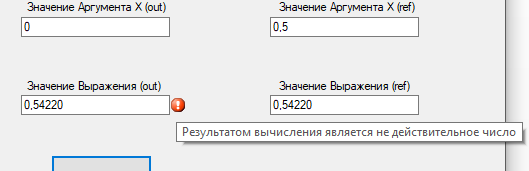 Значение Аргумента X (out) Значение Аргумента X (ref)
0 0,5
Значение Выражения (out) Значение Выражения (ref)
0,54220 0,54220
Результатом вычисления является не действительное число